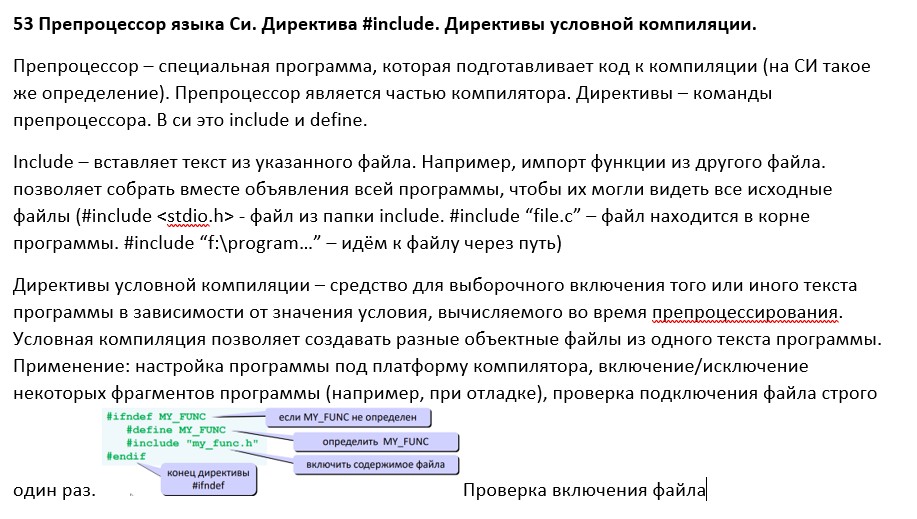 53 Препроцессор языка Си. Директива #include. Директивы условной компиляции.
Препроцессор – специальная программа, которая подготавливает код к компиляции (на СИ такое
же определение). Препроцессор является частью компилятора. Директивы – команды
препроцессора. В си это include и define.
Include – вставляет текст из указанного файла. Например, импорт функции из другого файла.
позволяет собрать вместе объявления всей программы, чтобы их могли видеть все исходные
файлы (#include <stdio.h> - файл из папки include. #include “file.c” – файл находится в корне
программы. #include “f:\program…” – идём к файлу через путь)
Директивы условной компиляции – средство для выборочного включения того или иного текста
программы в зависимости от значения условия, вычисляемого во время препроцессирования.
Условная компиляция позволяет создавать разные объектные файлы из одного текста программы.
Применение: настройка программы под платформу компилятора, включение/исключение
некоторых фрагментов программы (например, при отладке), проверка подключения файла строго
#ifndef MY_FUNC
если MY_FUNC не определен
#define MY_FUNC
определить MY_FUNC
#include "my_func.h"
включить содержимое файла
#endif
конец директивы
#ifndef
один раз.
Проверка включения файла